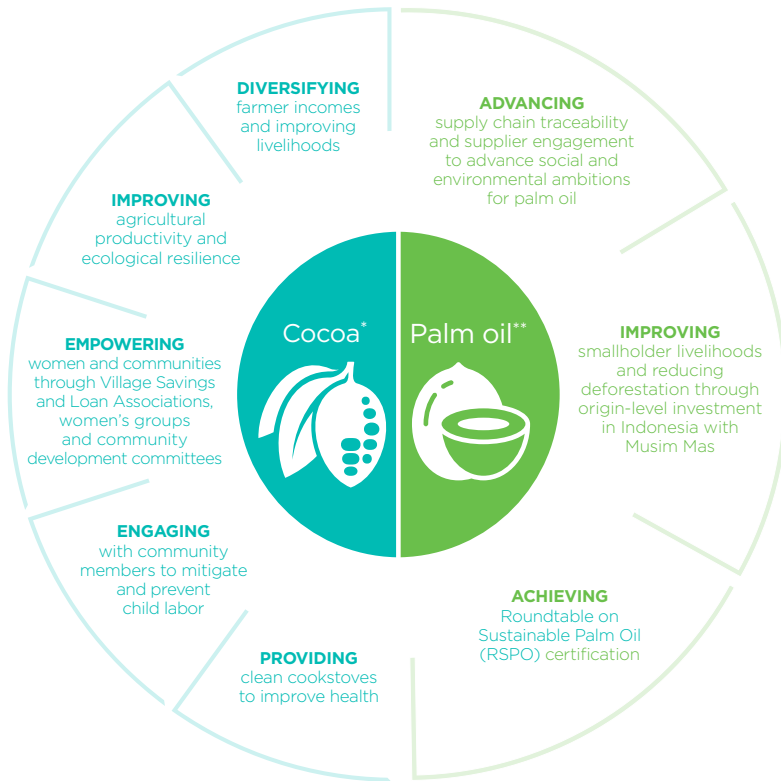 DIVERSIFYING
farmer incomes
and improving
livelihoods
IMPROVING
agricultural
productivity and
ecological resilience
EMPOWERING
women and communities
through Village Savings
and Loan Associations,
women’s groups
and community
development committees
ENGAGING
with community
members to mitigate
and prevent
child labor
PROVIDING
clean cookstoves
to improve health
Cocoa*
Palm oil**
ADVANCING
supply chain traceability
and supplier engagement
to advance social and
environmental ambitions
for palm oil
IMPROVING
smallholder livelihoods
and reducing
deforestation through
origin-level investment
in Indonesia with
Musim Mas
ACHIEVING
Roundtable on
Sustainable Palm Oil
(RSPO) certification